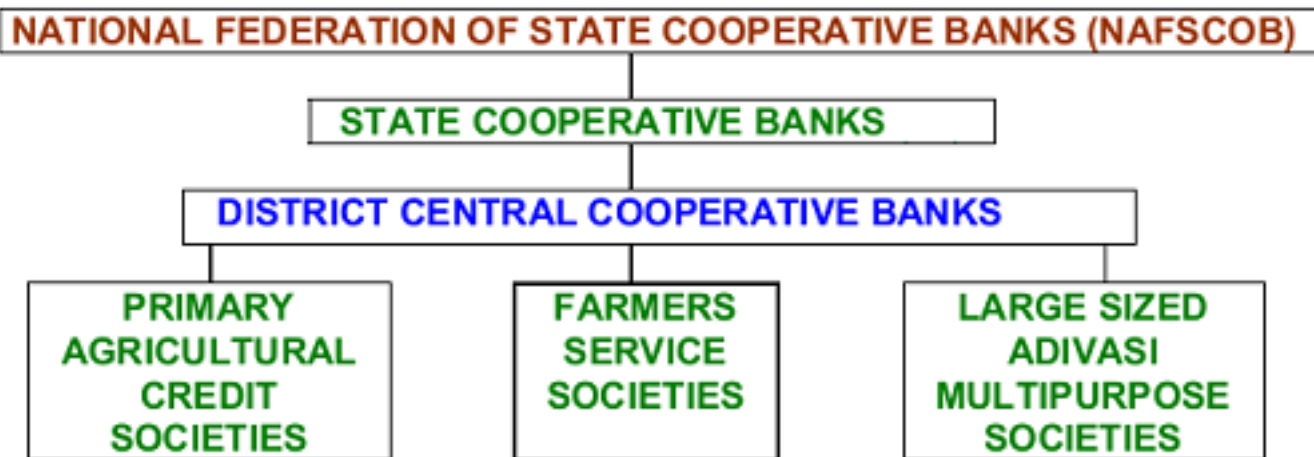 NATIONAL FEDERATION OF STATE COOPERATIVE BANKS (NAFSCOB)
STATE COOPERATIVE BANKS
DISTRICT CENTRAL COOPERATIVE BANKS
PRIMARY
AGRICULTURAL
CREDIT
SOCIETIES
FARMERS
SERVICE
SOCIETIES
LARGE SIZED
ADIVASI
MULTIPURPOSE
SOCIETIES